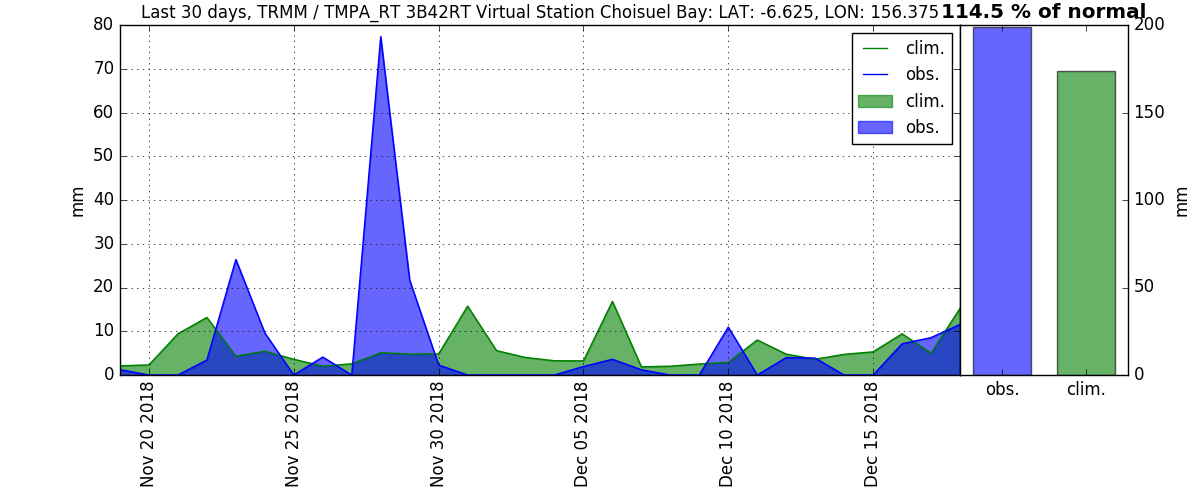 Last 30 days, TRMM / TMPA_RT 3B42RT Virtual Station Choisuel Bay: LAT: -6.625, LON: 156.375
114.5 % of normal
80
70
60
50
40
30
20
10
0
mm
clim.
obs.
clim.
obs.
Nov 20 2018
Nov 25 2018
Nov 30 2018
Dec 05 2018
Dec 10 2018
Dec 15 2018
200
150
100
50
0
mm
obs.
clim.